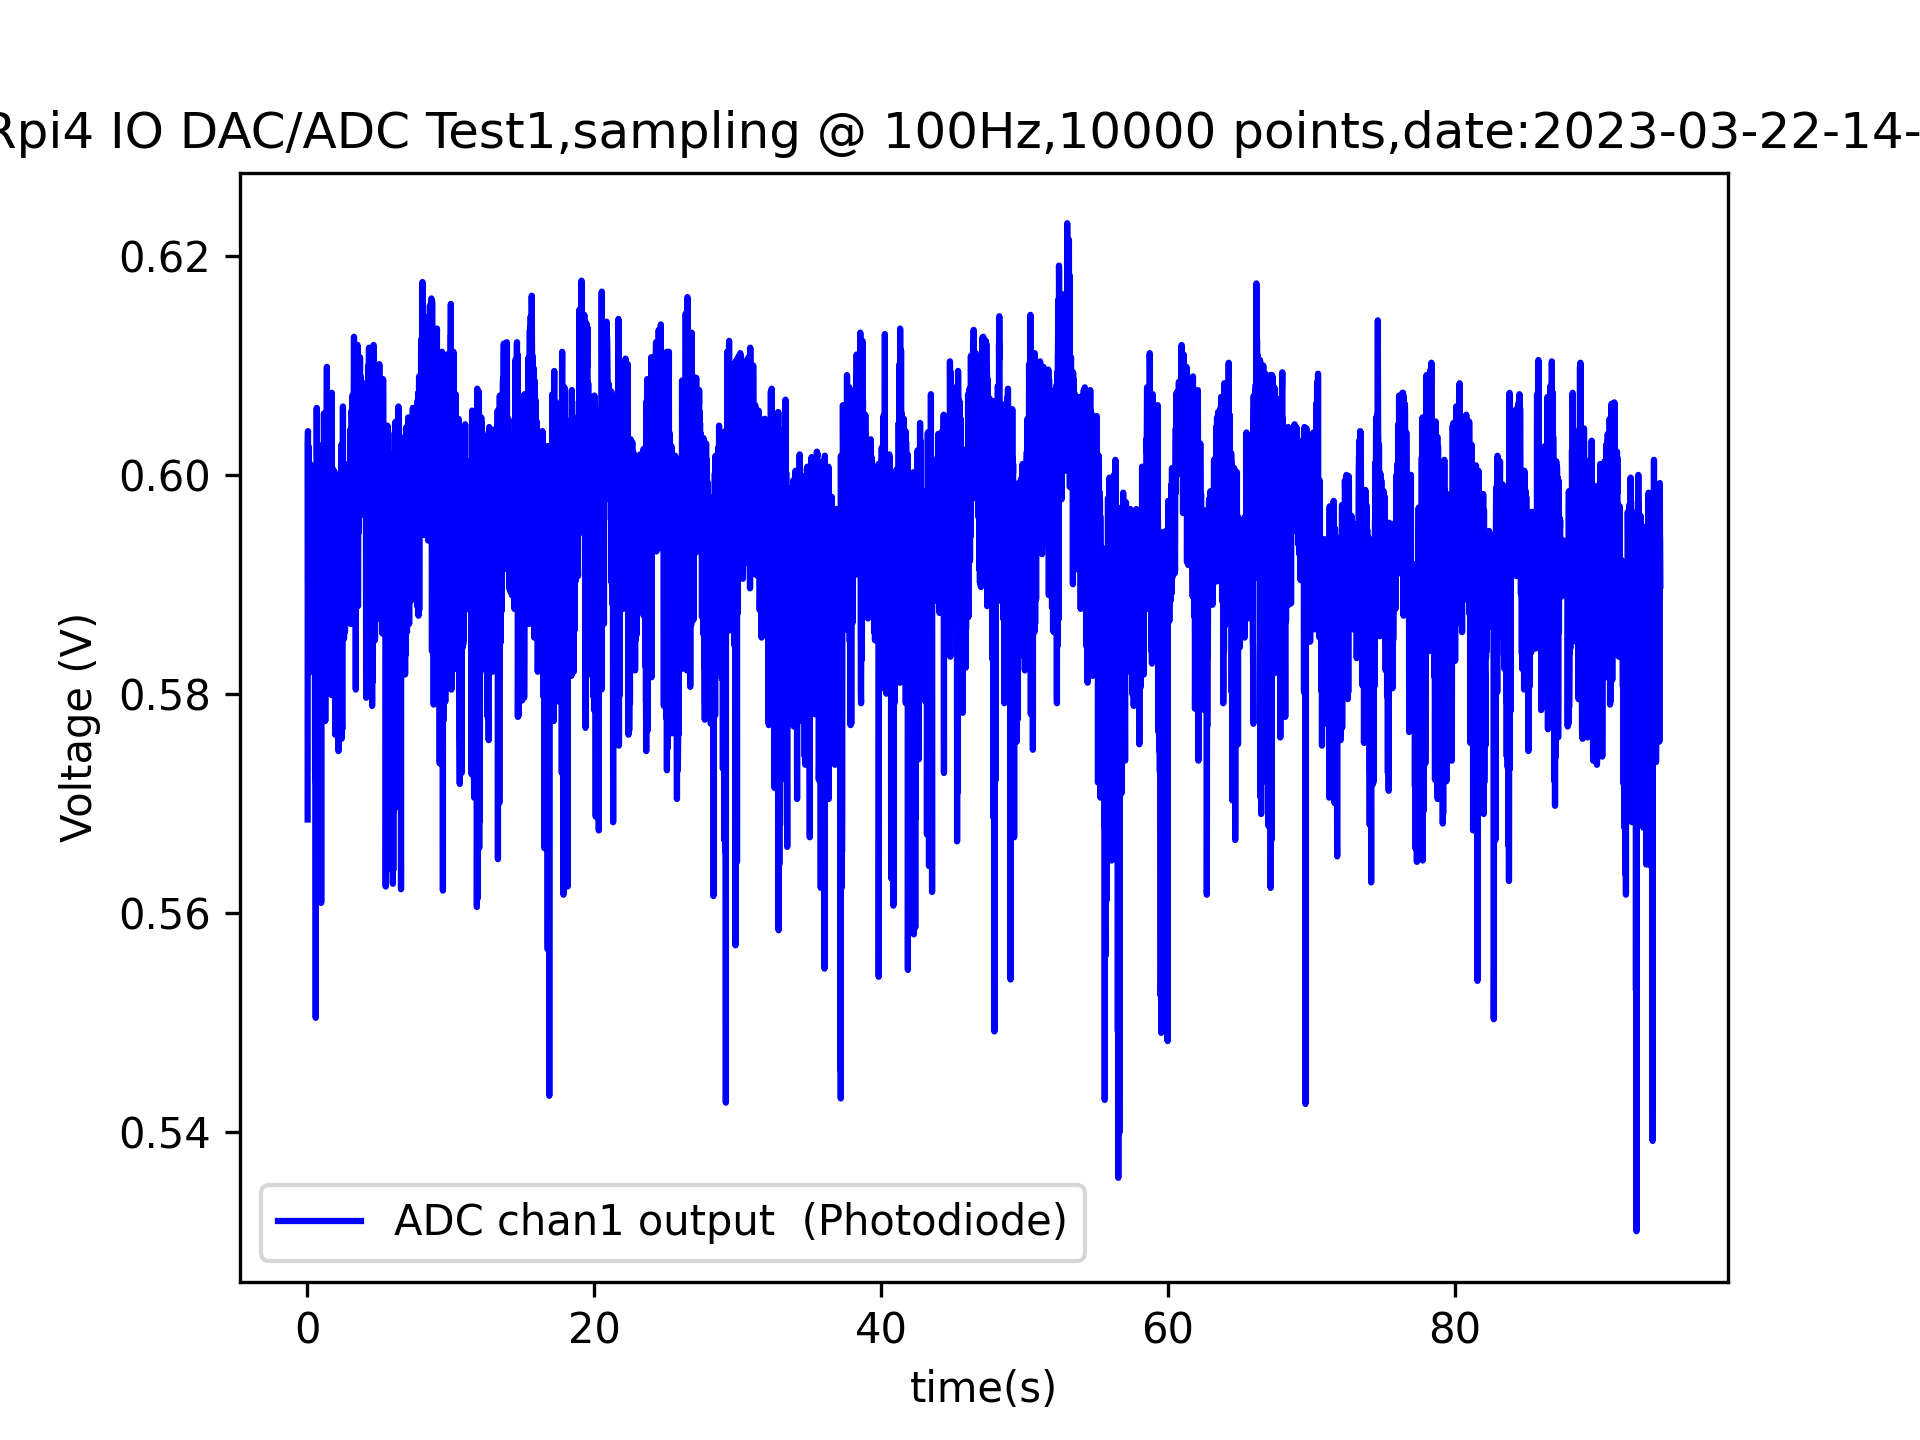 Rpi4 IO DAC/ADC Test1,sampling @ 100Hz,10000 points,date:2023-03-22-14-
0.62
0.60
0.58
0.56
0.54
Voltage (V)
ADC chan1 output  (Photodiode)
0 20 40 60 80
time(s)